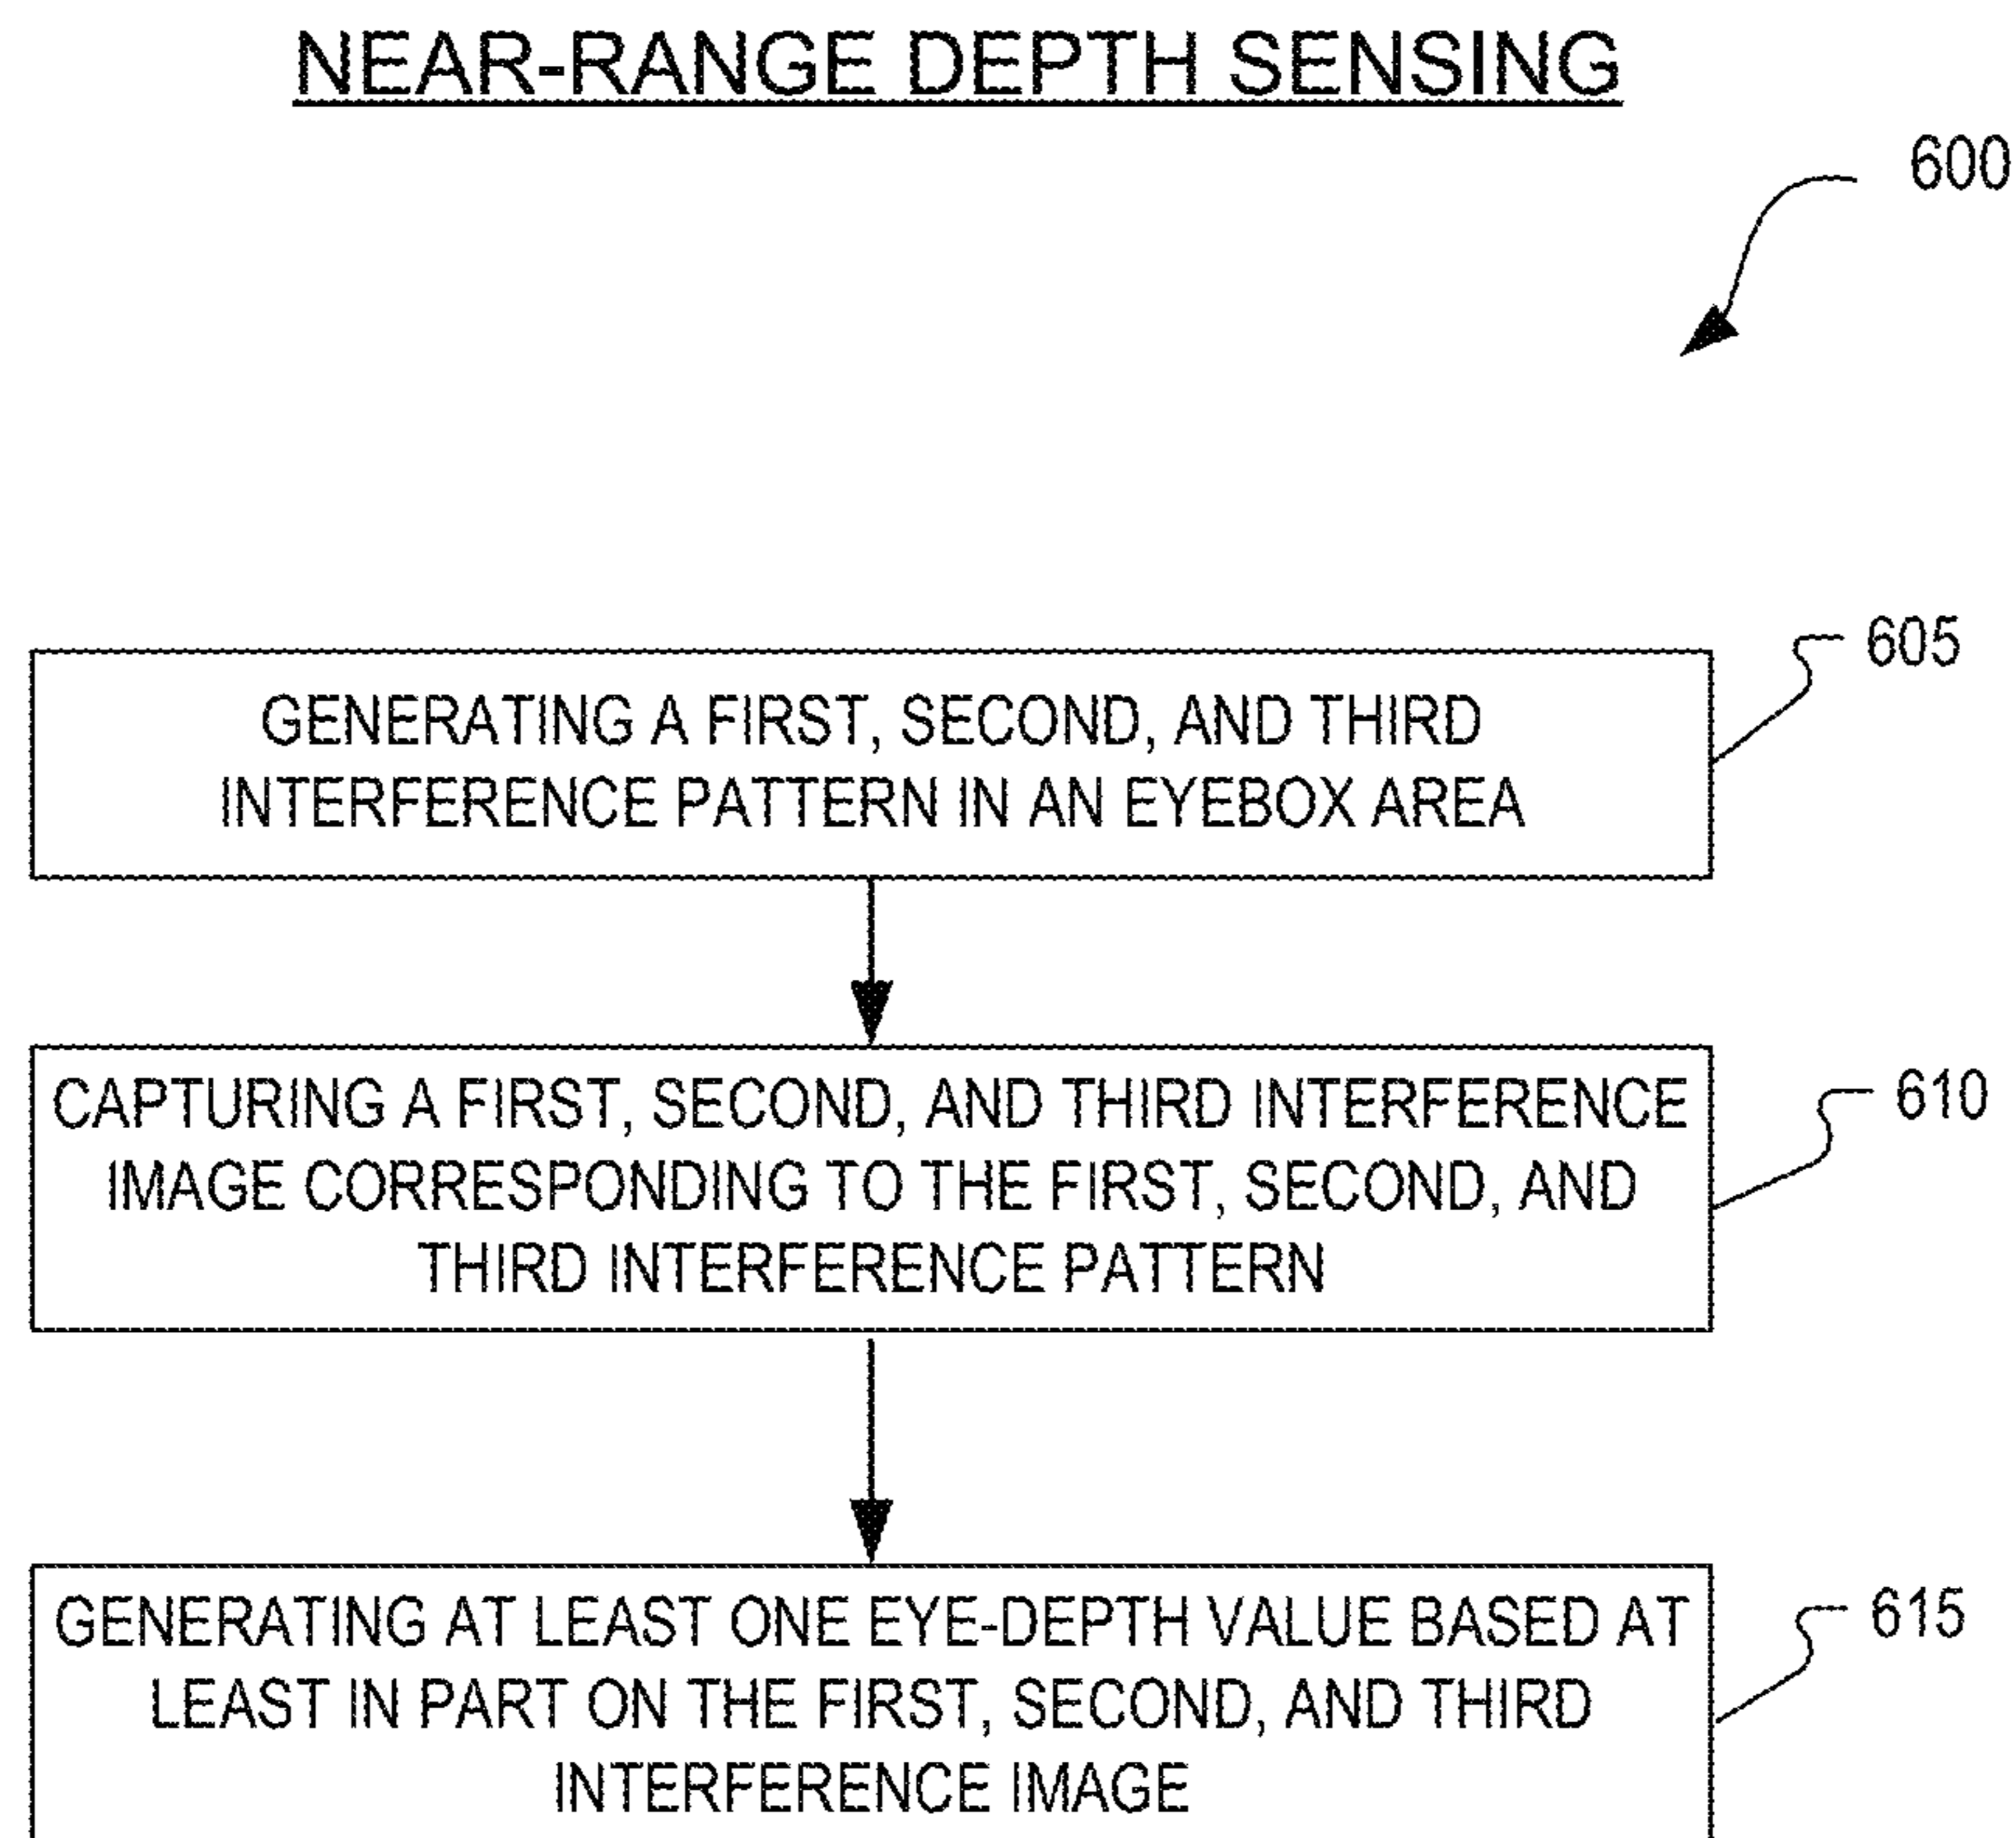 NEAR-RANGE DEPTH SENSING
600
605
GENERATING A FIRST, SECOND, AND THIRD
INTERFERENCE PATTERN IN AN EYEBOX AREA
610
CAPTURING A FIRST, SECOND, AND THIRD INTERFERENCE
IMAGE CORRESPONDING TO THE FIRST, SECOND, AND
THIRD INTERFERENCE PATTERN
615
GENERATING AT LEAST ONE EYE-DEPTH VALUE BASED AT
LEAST IN PART ON THE FIRST, SECOND, AND THIRD
INTERFERENCE IMAGE